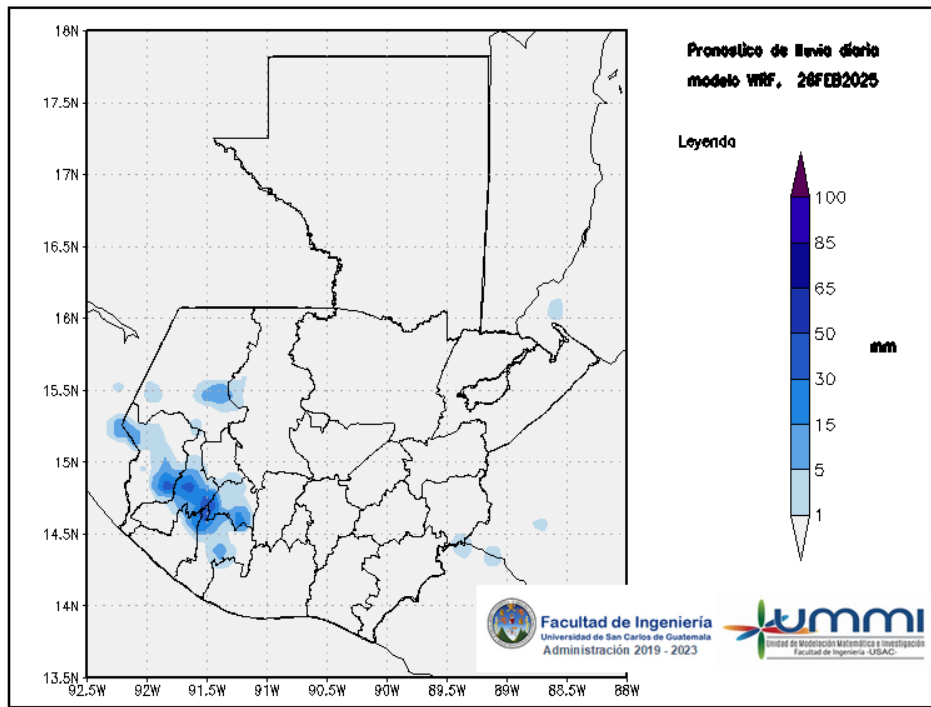 Pronostico de lluvia diaria
modelo WRF, 26FEB2025
Leyenda
100
85
65
50
30
15
5
1
mm
18N
17.5N
17N
16.5N
16N
15.5N
15N
14.5N
14N
13.5N
92.5W 92W 91.5W 91W 90.5W 90W 89.5W 89W 88.5W 88W
Facultad de Ingeniería
Universidad de San Carlos de Guatemala
Administración 2019 - 2023
UMMI
Unidad de Modelación Matemática e Investigación
Facultad de Ingeniería -USAC-